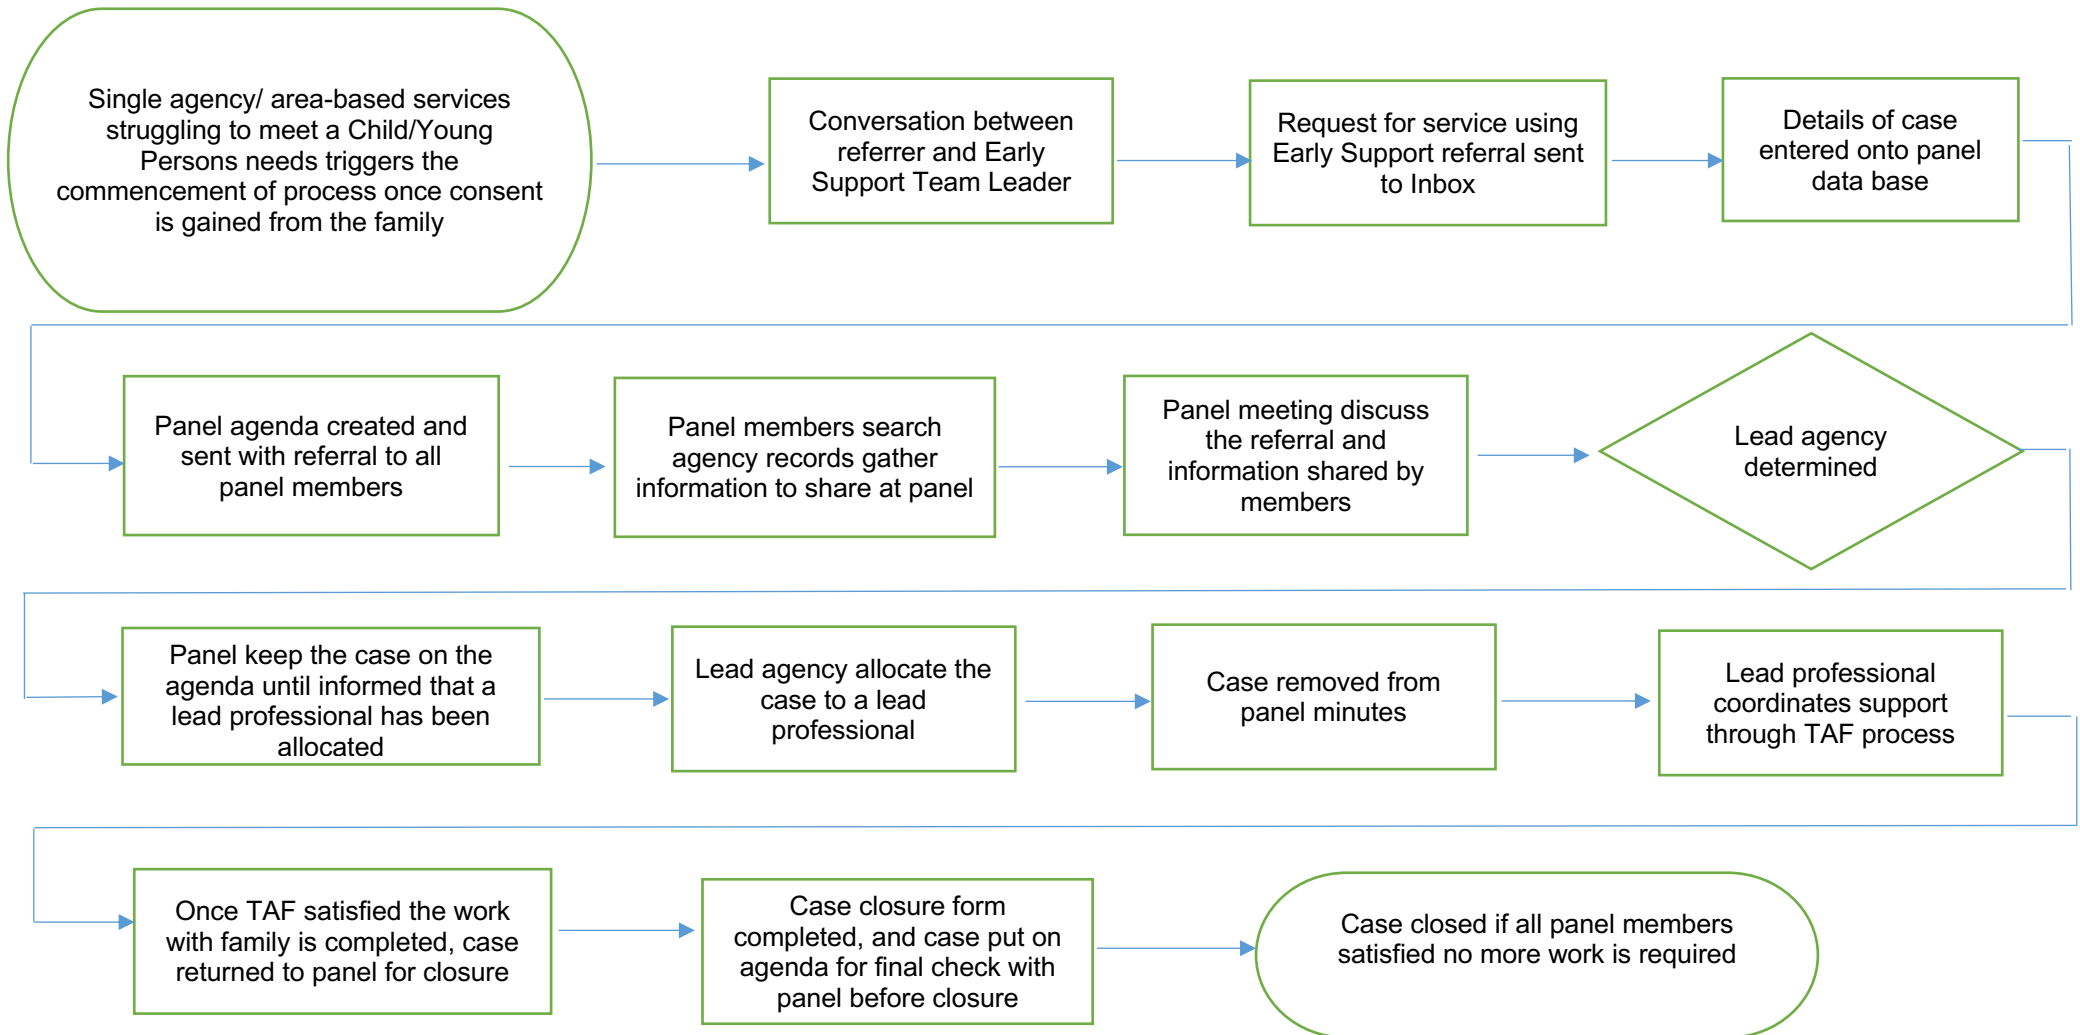 Single agency/ area-based services
struggling to meet a Child/Young
Persons needs triggers the
commencement of process once consent
is gained from the family
Conversation between
referrer and Early
Support Team Leader
Request for service using
Early Support referral sent
to Inbox
Details of case
entered onto panel
data base
Panel agenda created and
sent with referral to all
panel members
Panel members search
agency records gather
information to share at panel
Panel meeting discuss
the referral and
information shared by
members
Lead agency
determined
Panel keep the case on the
agenda until informed that a
lead professional has been
allocated
Lead agency allocate the
case to a lead
professional
Case removed from
panel minutes
Lead professional
coordinates support
through TAF process
Once TAF satisfied the work
with family is completed, case
returned to panel for closure
Case closure form
completed, and case put on
agenda for final check with
panel before closure
Case closed if all panel members
satisfied no more work is required